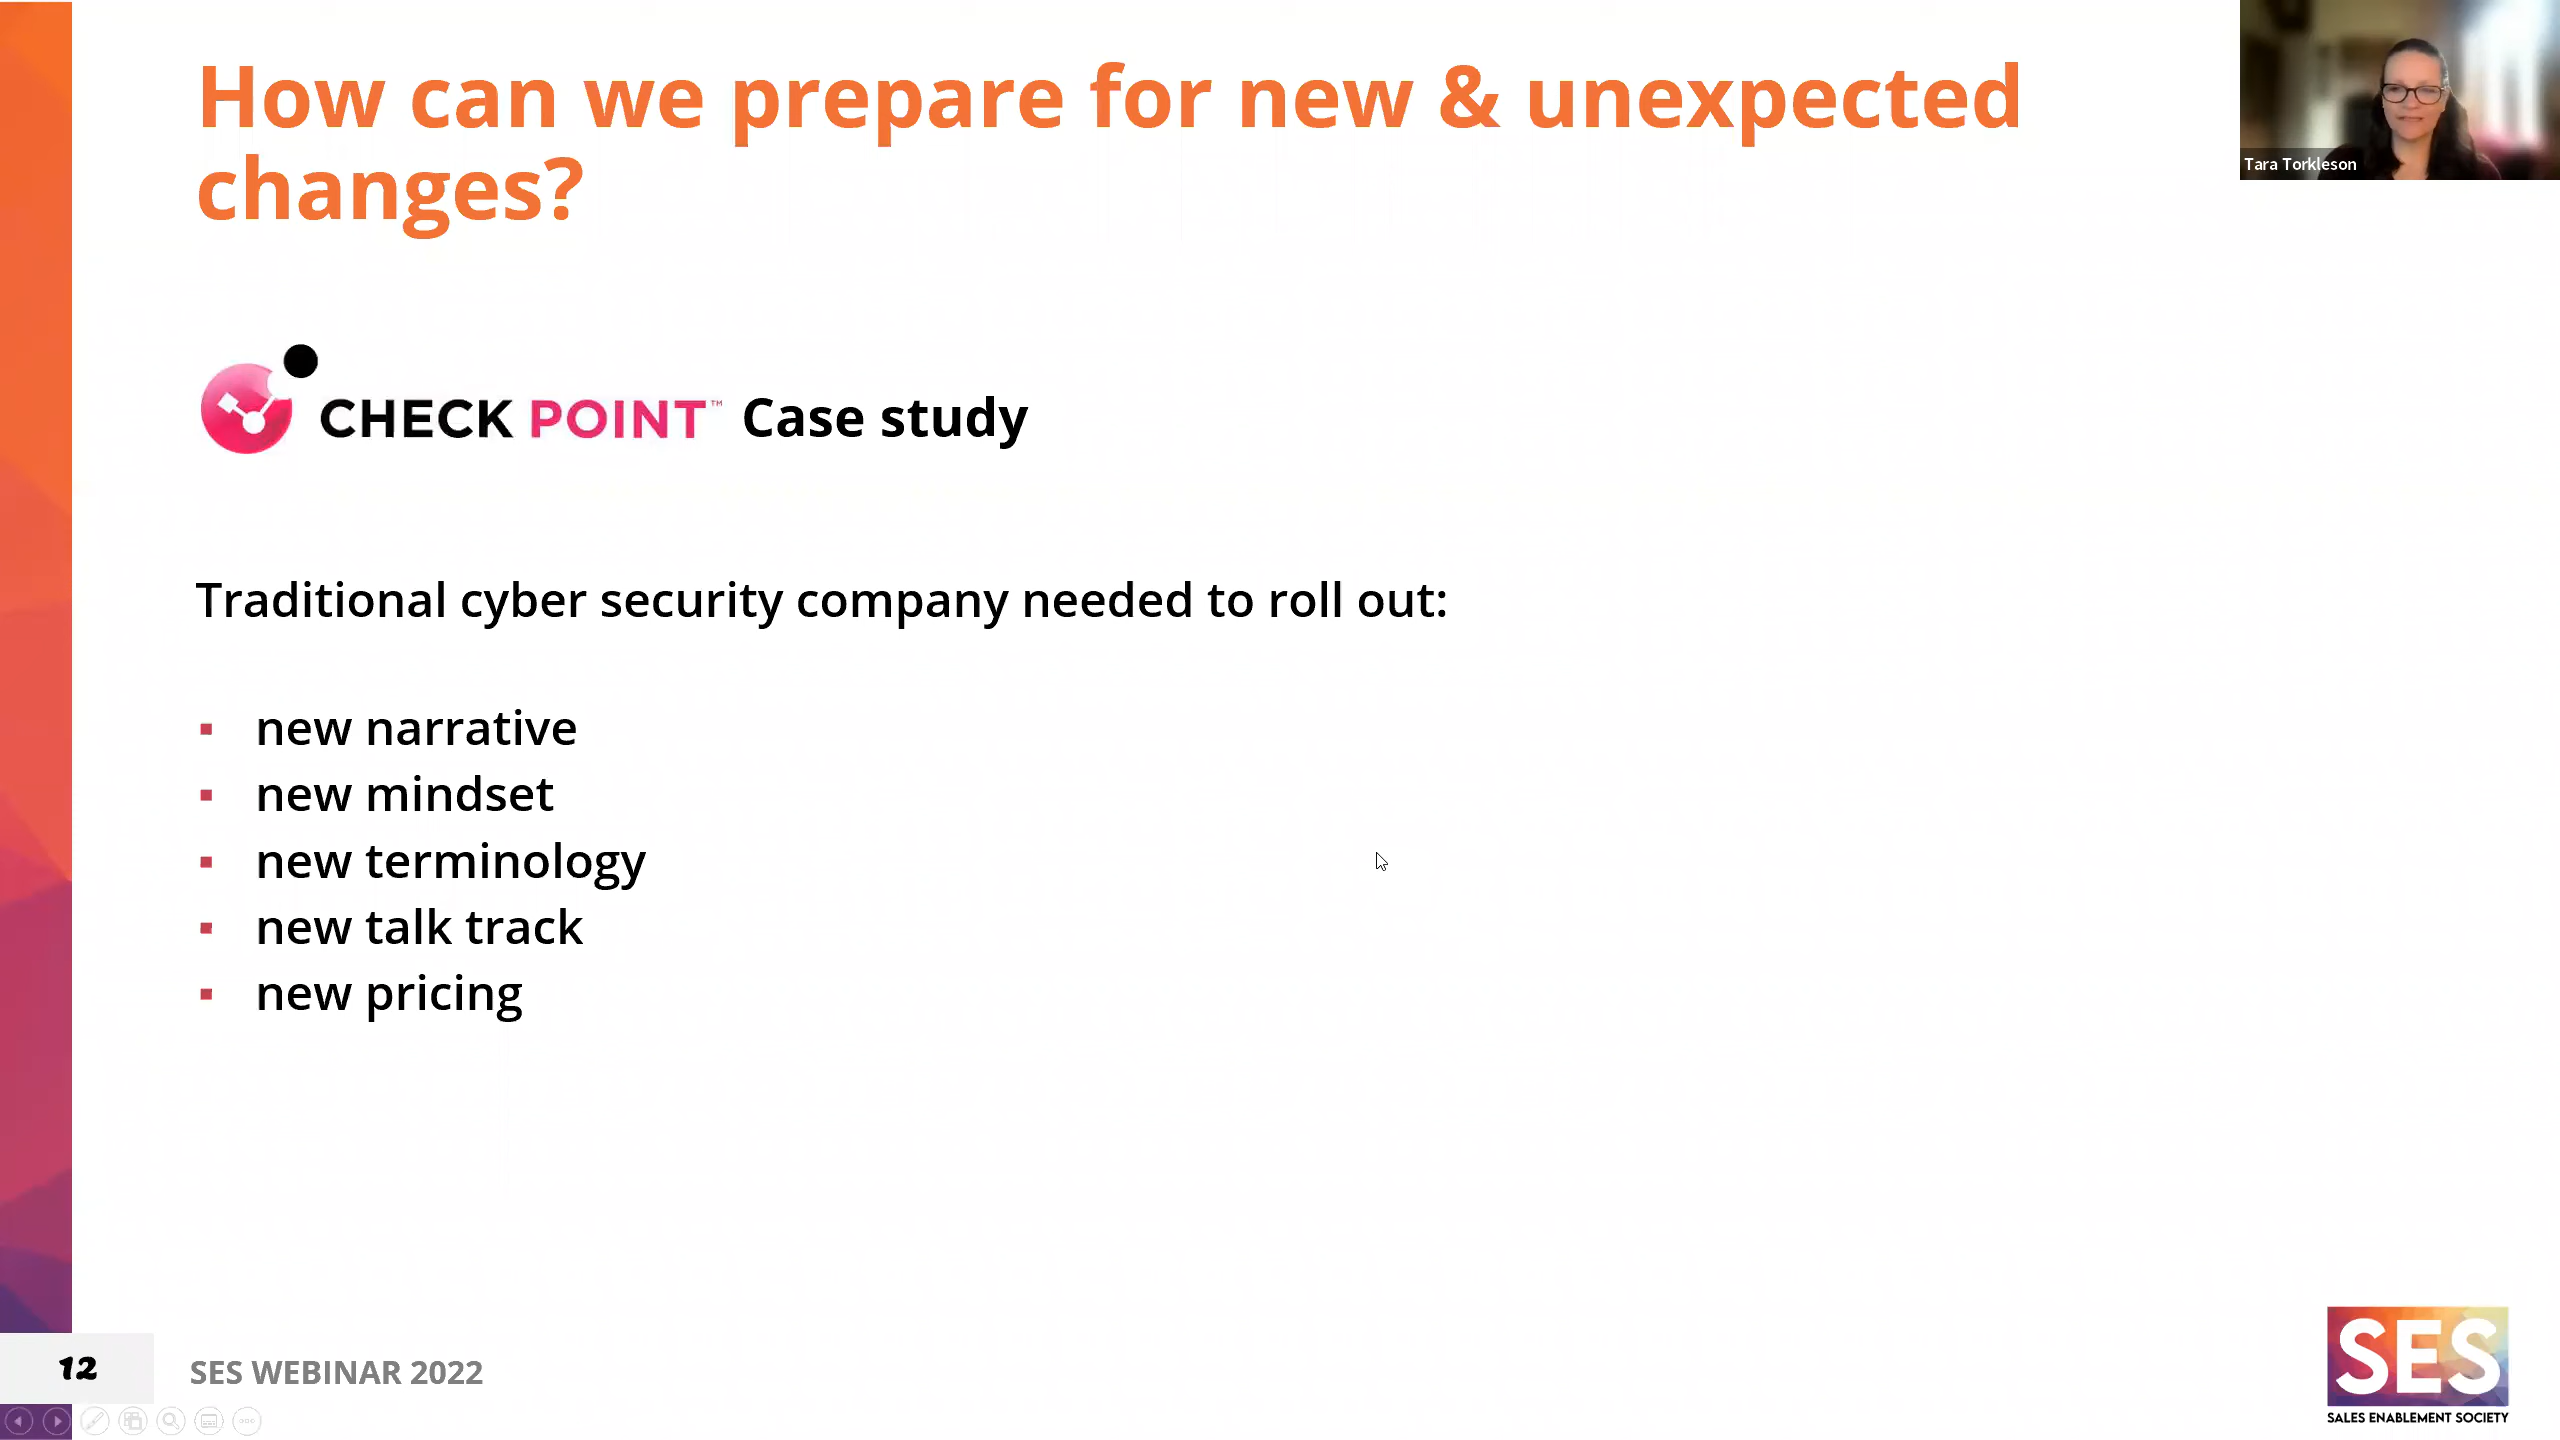 How can we prepare for new & unexpected
changes?
Tara Torkleson
CHECK POINT™ Case study
Traditional cyber security company needed to roll out:
▪ new narrative
▪ new mindset
▪ new terminology
▪ new talk track
▪ new pricing
12
SES WEBINAR 2022
SES
SALES ENABLEMENT SOCIETY